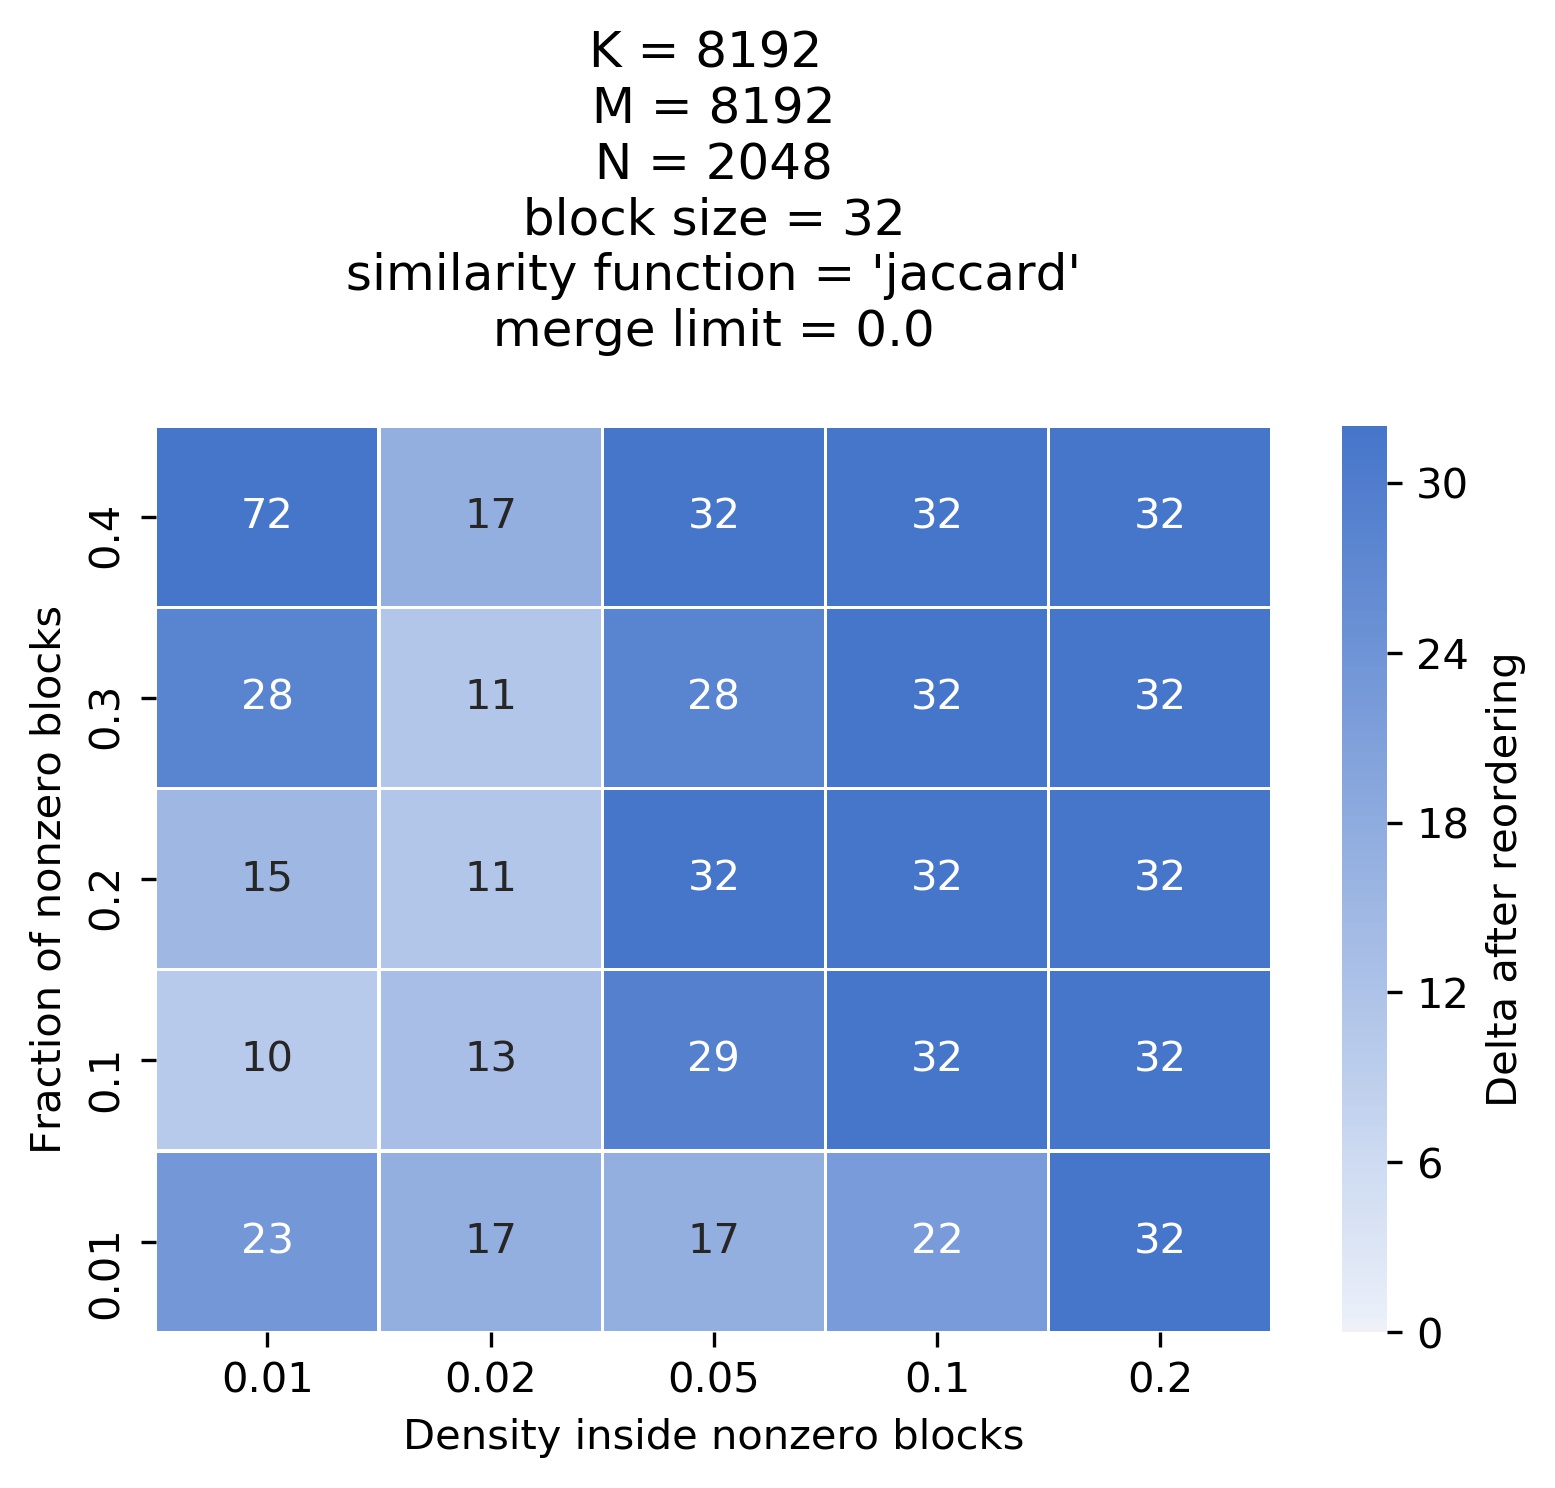 K = 8192
M = 8192
N = 2048
block size = 32
similarity function = 'jaccard'
merge limit = 0.0
Fraction of nonzero blocks
0.4
72 17 32 32 32
0.3
28 11 28 32 32
0.2
15 11 32 32 32
0.1
10 13 29 32 32
0.01
23 17 17 22 32
0.01 0.02 0.05 0.1 0.2
Density inside nonzero blocks
30
24
18
12
6
0
Delta after reordering